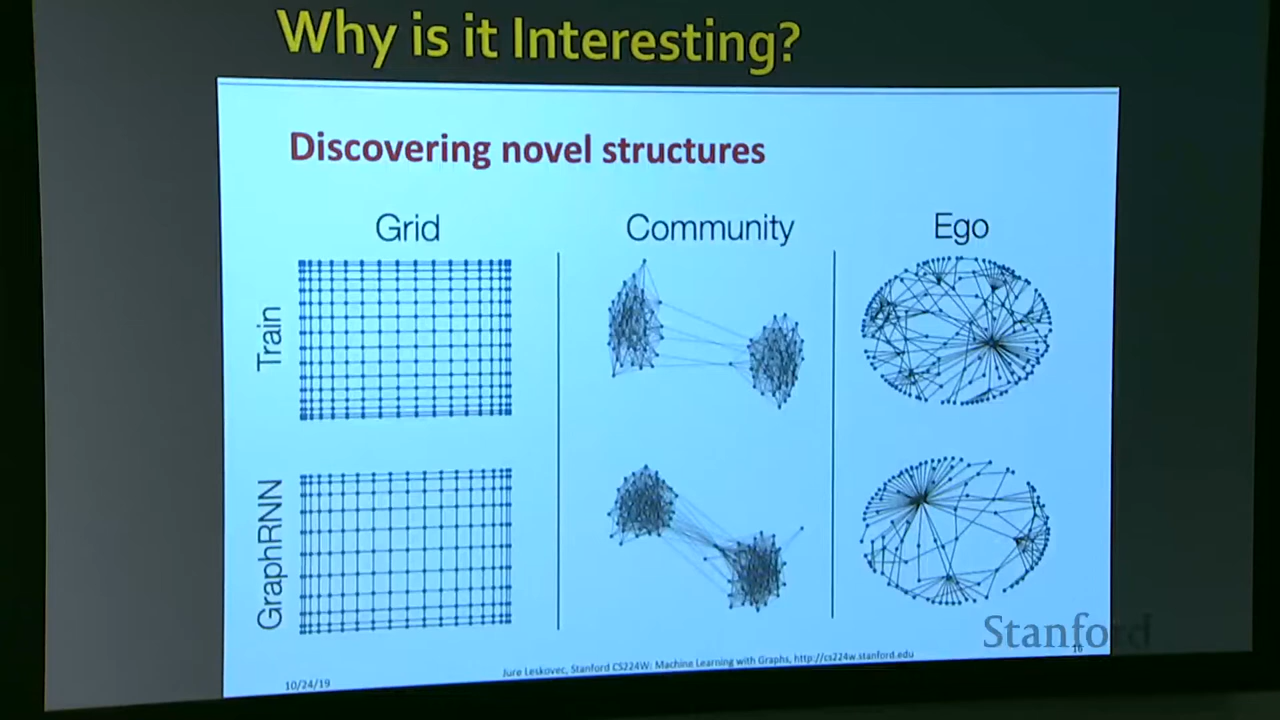 Why is it Interesting?
Discovering novel structures
Grid
Community
Ego
Train
GraphRNN
Stanford
16
Jure Leskovec, Stanford CS224W: Machine Learning with Graphs, http://cs224w.stanford.edu
10/24/19